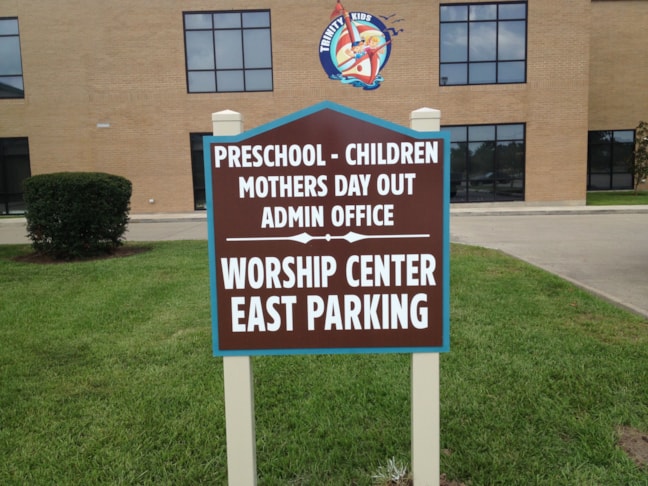 TRINITY KIDS
PRESCHOOL - CHILDREN
MOTHERS DAY OUT
ADMIN OFFICE
WORSHIP CENTER
EAST PARKING